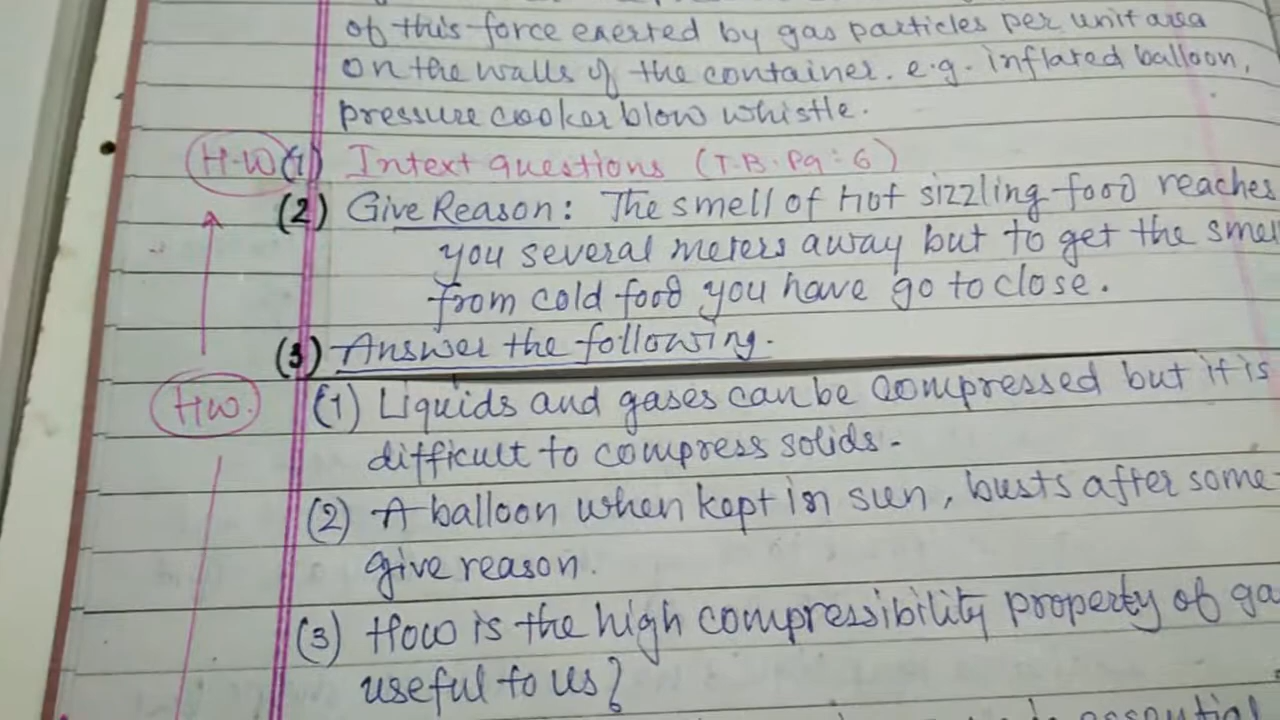 of this force exerted by gas particles per unit area
on the walls of the container. e.g. inflated balloon,
pressure cooker blow whistle.
H.W (1) Intext questions (T.B. Pg: 6)
(2) Give Reason: The smell of hot sizzling food reaches
you several meters away but to get the smel
from cold food you have go to close.
(3) Answer the following.
H.W. (1) Liquids and gases can be compressed but it is
difficult to compress solids.
(2) A balloon when kept in sun, busts after some
give reason.
(3) How is the high compressibility property of ga
useful to us?
essential